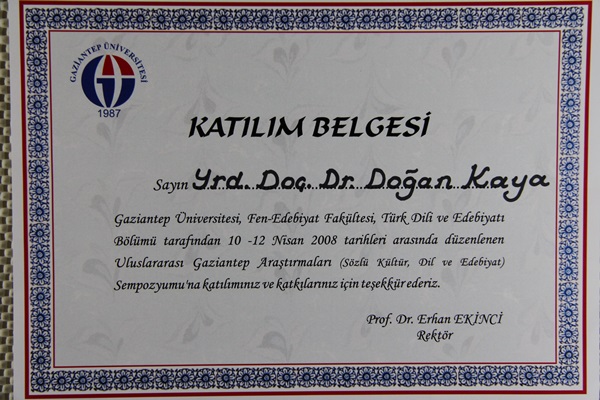 GAZİANTEP ÜNİVERSİTESİ
1987
KATILIM BELGESİ
Sayın Yrd. Doç. Dr. Doğan Kaya
Gaziantep Üniversitesi, Fen-Edebiyat Fakültesi, Türk Dili ve Edebiyatı
Bölümü tarafından 10 -12 Nisan 2008 tarihleri arasında düzenlenen
Uluslararası Gaziantep Araştırmaları (Sözlü Kültür, Dil ve Edebiyat)
Sempozyumu'na katılımınız ve katkılarınız için teşekkür ederiz.
Prof. Dr. Erhan EKİNCİ
Rektör